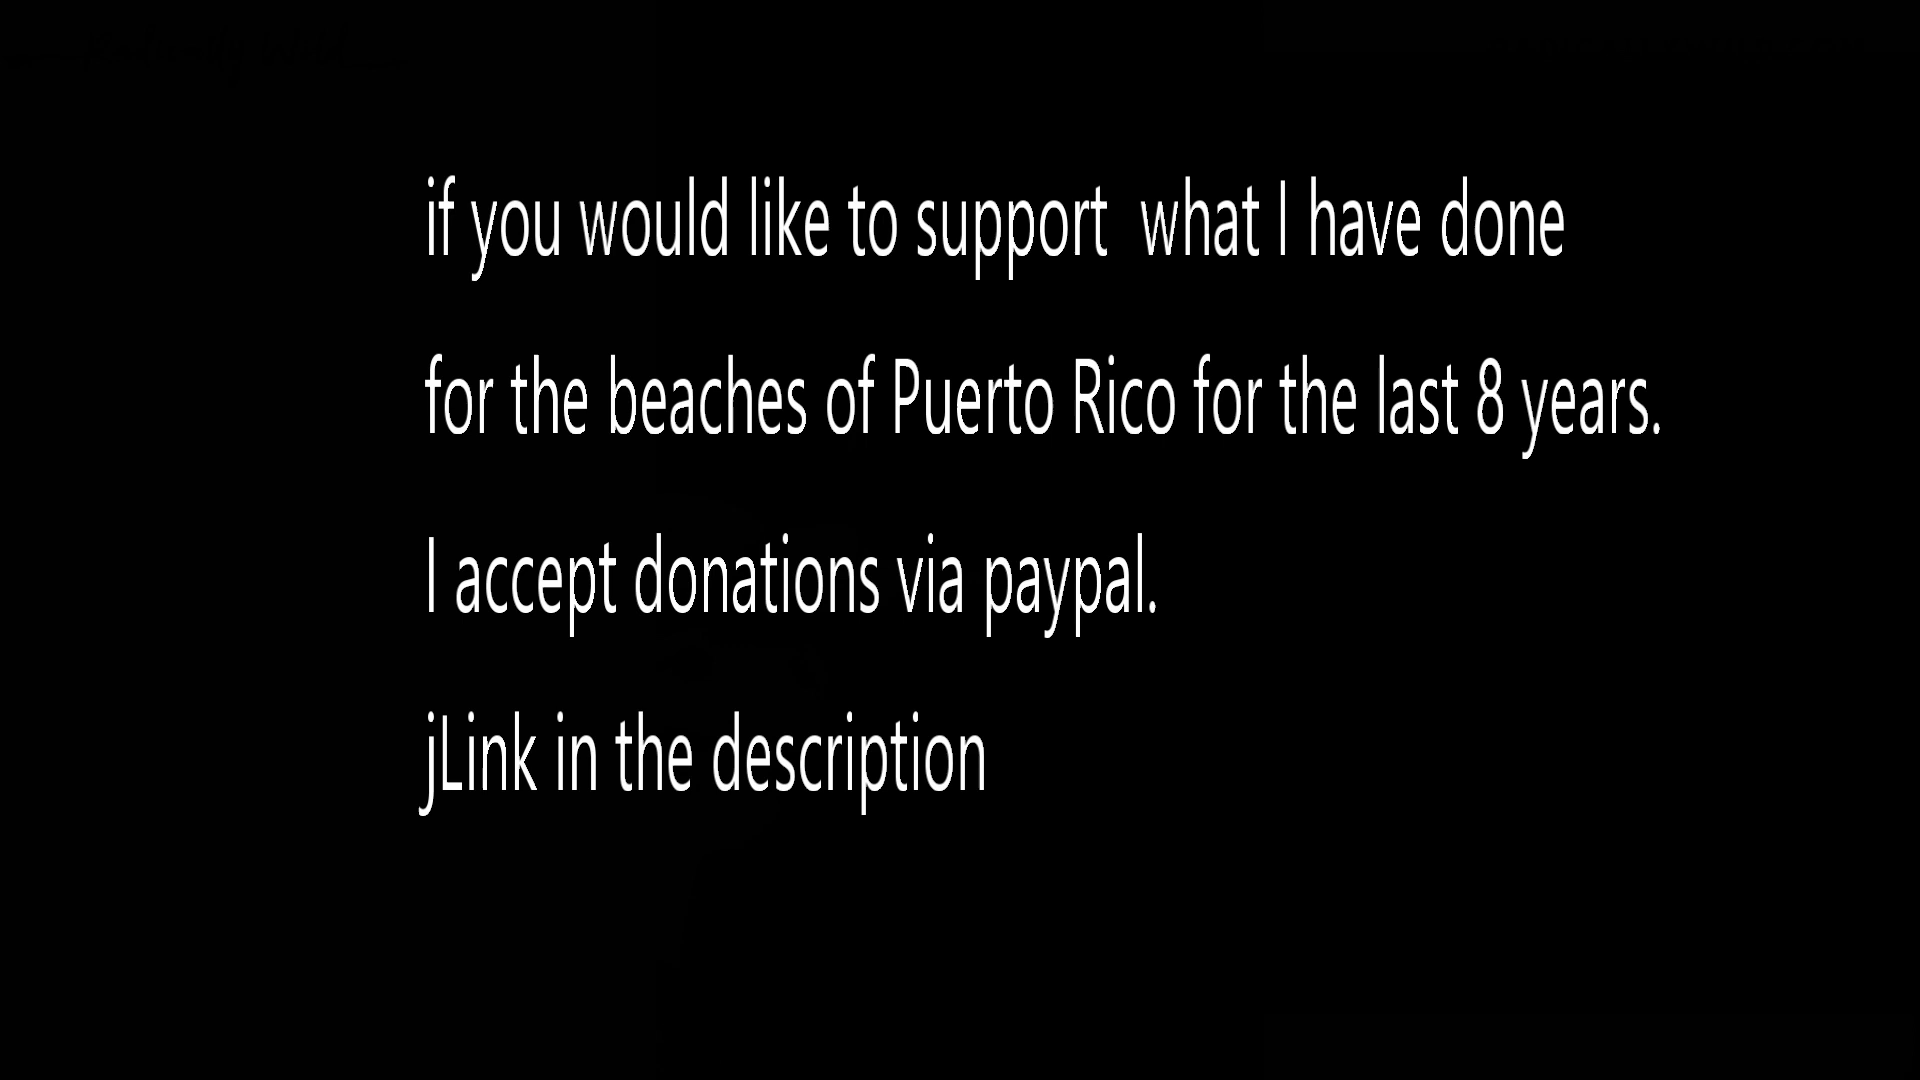 if you would like to support  what I have done
for the beaches of Puerto Rico for the last 8 years.
I accept donations via paypal.
jLink in the description